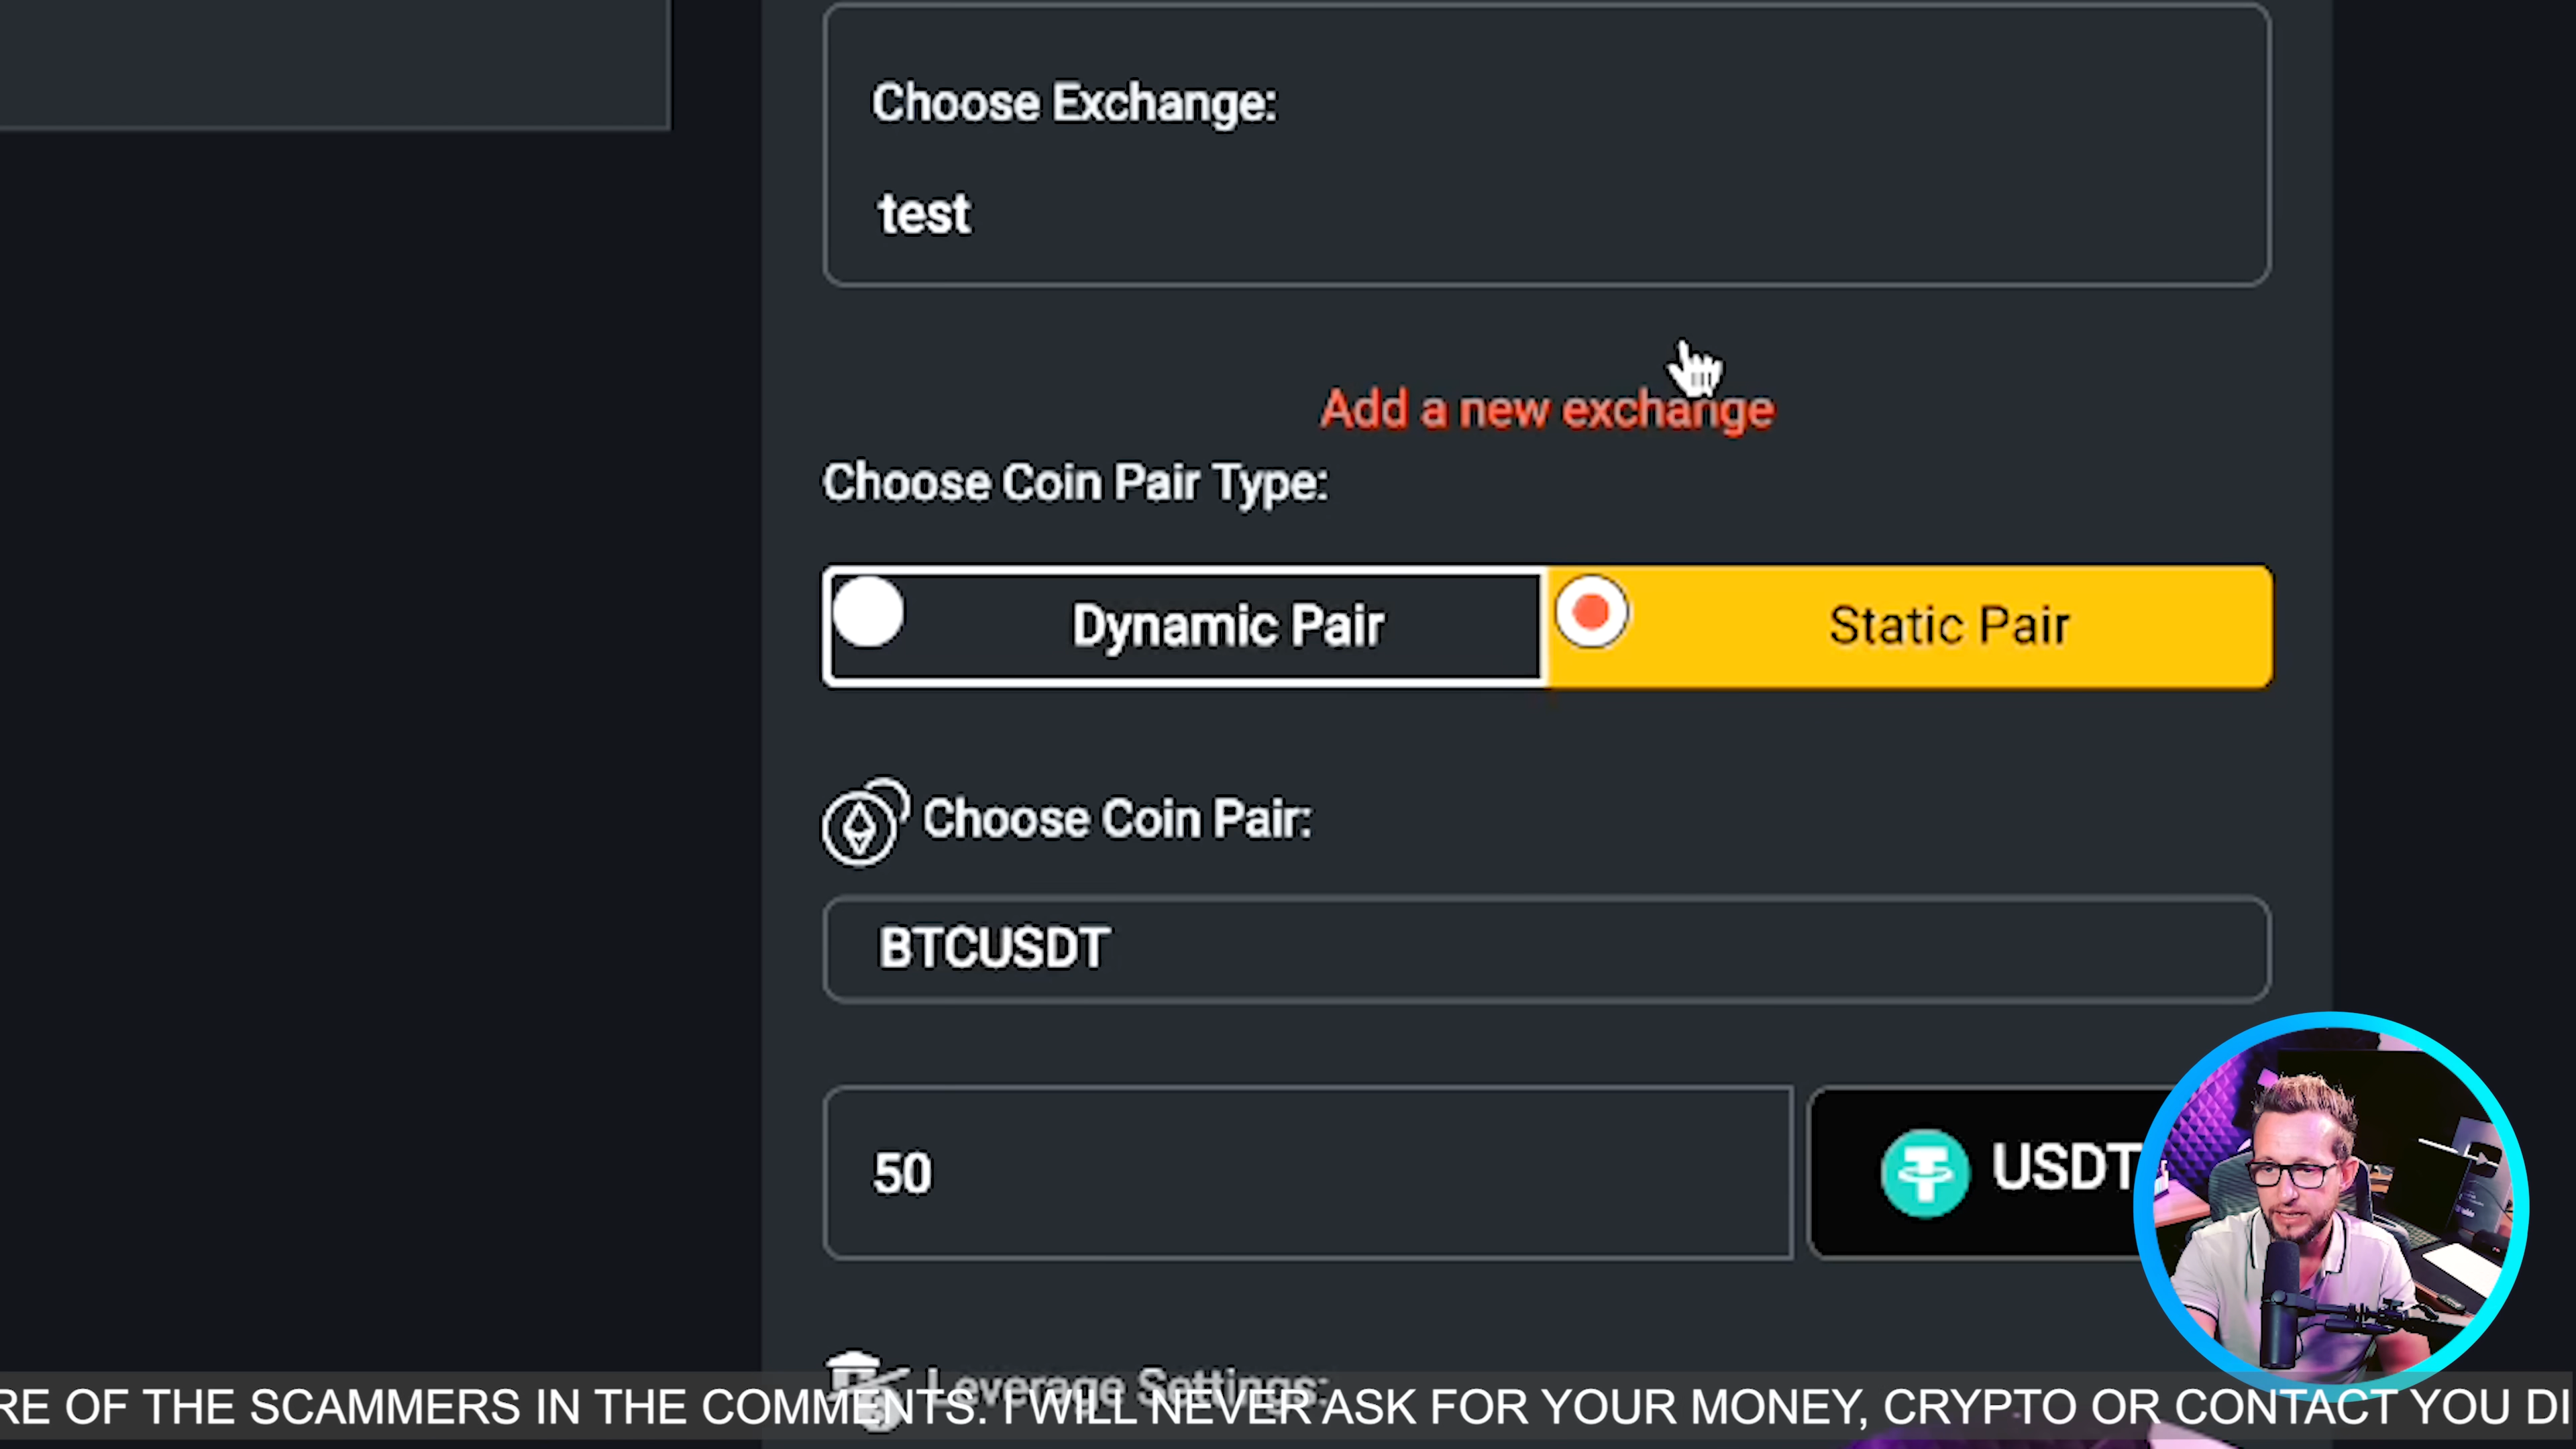 Choose Exchange:
test
Add a new exchange
Choose Coin Pair Type:
Dynamic Pair
Static Pair
Choose Coin Pair:
BTCUSDT
50
USDT
Leverage Settings:
RE OF THE SCAMMERS IN THE COMMENTS. I WILL NEVER ASK FOR YOUR MONEY, CRYPTO OR CONTACT YOU DI